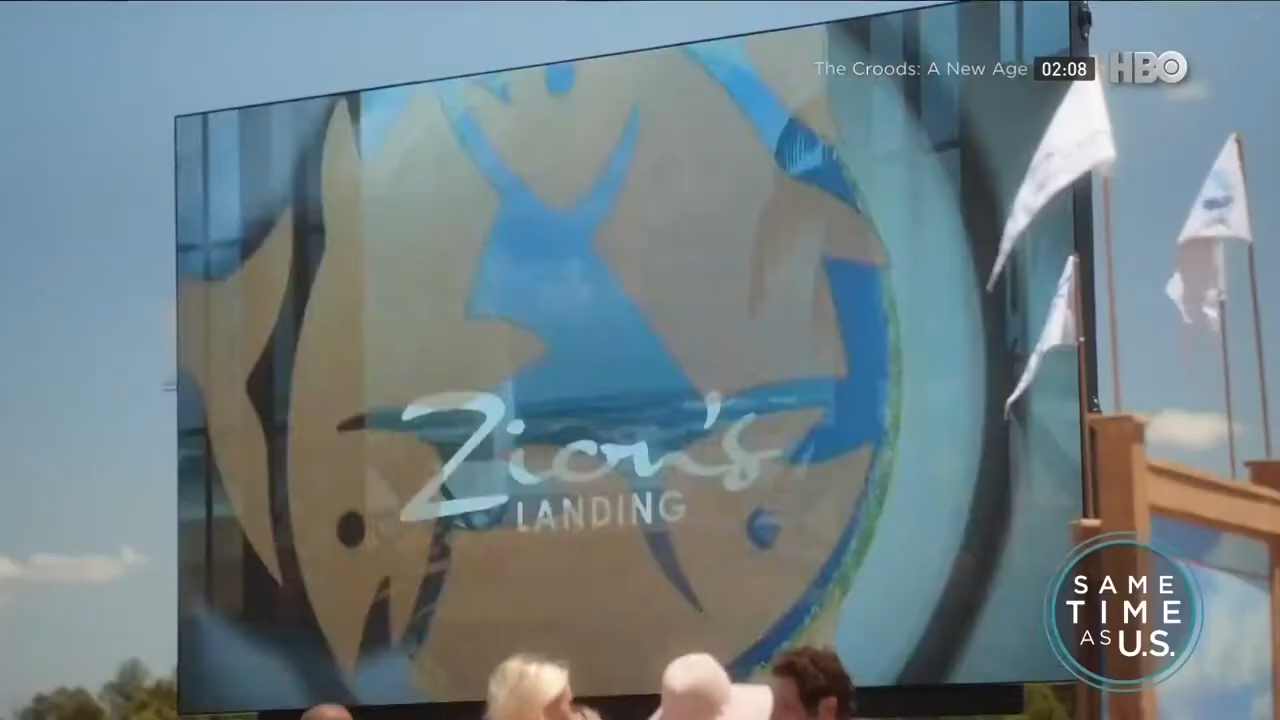 The Croods: A New Age 02:08 HBO
Zion's
LANDING
SAME
TIME
AS U.S.